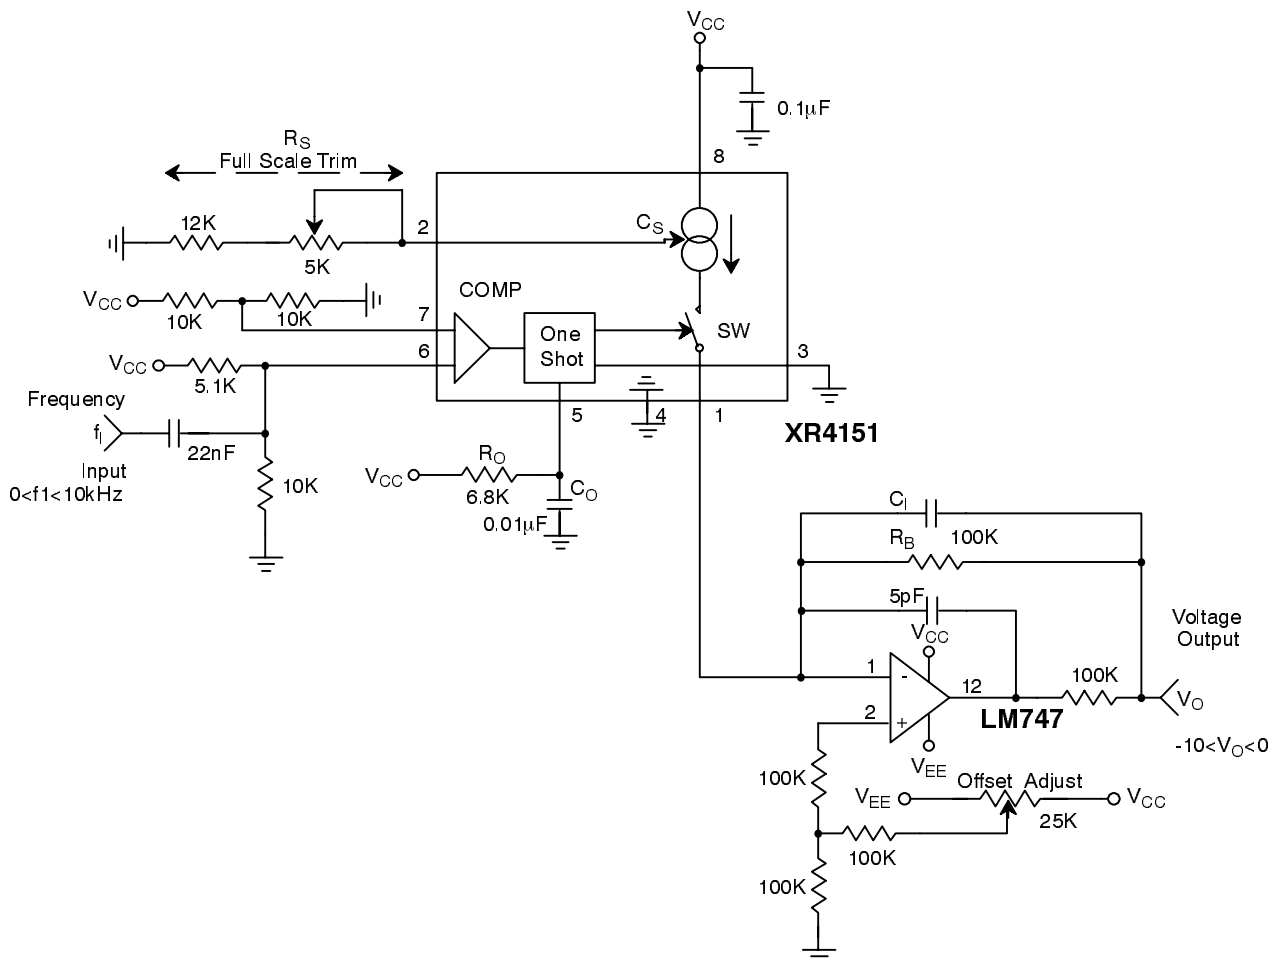 VCC
0.1µF
8
RS
Full Scale Trim
12K
5K
2
CS
VCC
10K
10K
7
COMP
One
Shot
SW
3
VCC
5.1K
6
Frequency
fI
Input
0<f1<10kHz
22nF
10K
5
4
1
XR4151
VCC
RO
6.8K
CO
0.01µF
CI
100K
RB
5pF
VCC
Voltage
Output
1
-
12
100K
VO
LM747
2
+
-10<VO<0
VEE
100K
Offset Adjust
VEE
VCC
25K
100K
100K